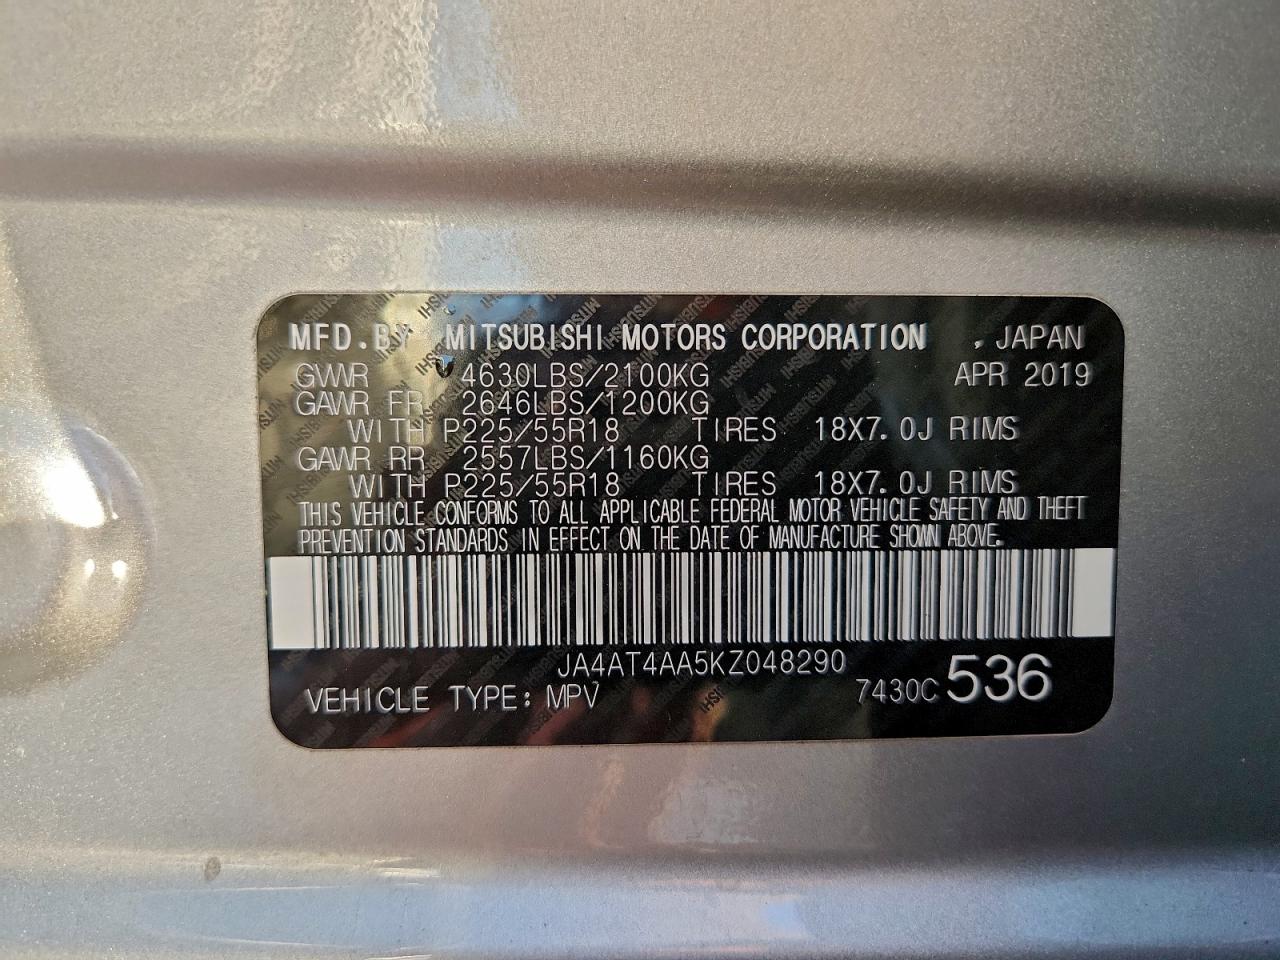 MFD.BY MITSUBISHI MOTORS CORPORATION , JAPAN
GVWR 4630LBS/2100KG APR 2019
GAWR FR 2646LBS/1200KG
WITH P225/55R18 TIRES 18X7.0J RIMS
GAWR RR 2557LBS/1160KG
WITH P225/55R18 TIRES 18X7.0J RIMS
THIS VEHICLE CONFORMS TO ALL APPLICABLE FEDERAL MOTOR VEHICLE SAFETY AND THEFT
PREVENTION STANDARDS IN EFFECT ON THE DATE OF MANUFACTURE SHOWN ABOVE.
JA4AT4AA5KZ048290
VEHICLE TYPE: MPV 7430C 536